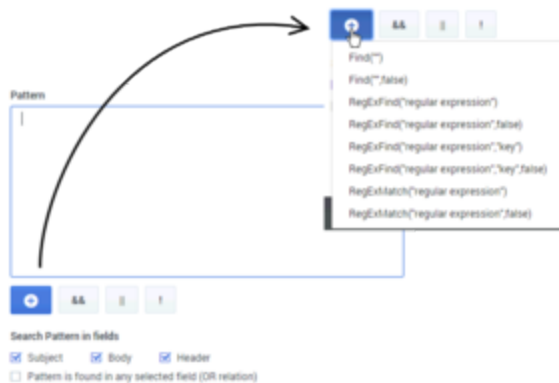 && || !
Find("")
Find("",false)
RegExFind("regular expression")
RegExFind("regular expression",false)
RegExFind("regular expression","key")
RegExFind("regular expression","key",false)
RegExMatch("regular expression")
RegExMatch("regular expression",false)
Pattern
&& || !
Search Pattern in fields
Subject Body Header
Pattern is found in any selected field (OR relation)